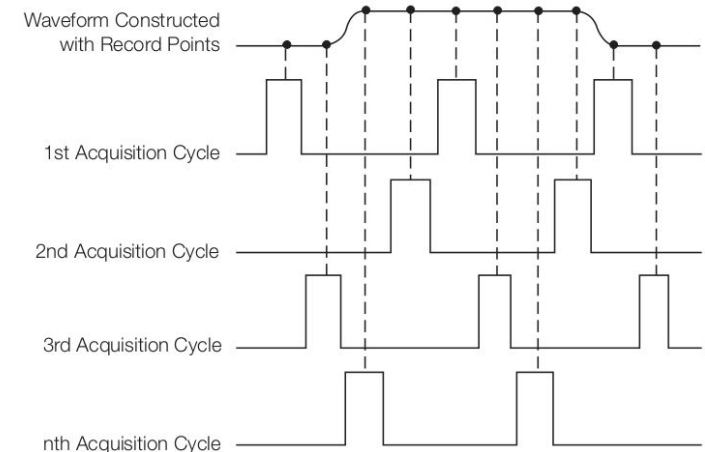 Waveform Constructed
with Record Points
1st Acquisition Cycle
2nd Acquisition Cycle
3rd Acquisition Cycle
nth Acquisition Cycle